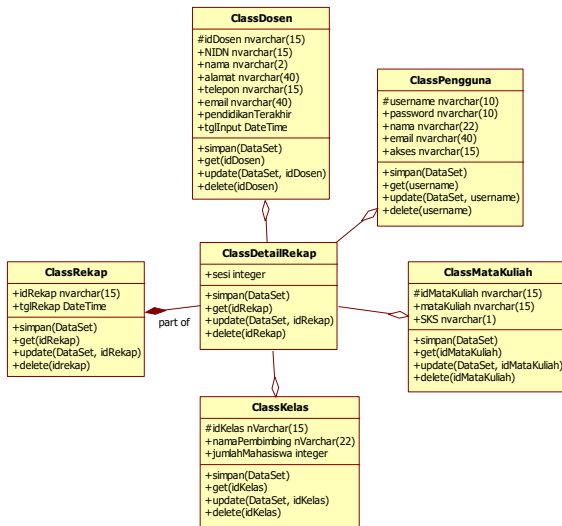 ClassDosen
#idDosen nvarchar(15)
+NIDN nvarchar(15)
+nama nvarchar(2)
+alamat nvarchar(40)
+telepon nvarchar(15)
+email nvarchar(40)
+pendidikanTerakhir
+tglInput DateTime
+simpan(DataSet)
+get(idDosen)
+update(DataSet, idDosen)
+delete(idDosen)
ClassPengguna
#username nvarchar(10)
+password nvarchar(10)
+nama nvarchar(22)
+email nvarchar(40)
+akses nvarchar(15)
+simpan(DataSet)
+get(username)
+update(DataSet, username)
+delete(username)
ClassDetailRekap
+sesi integer
+simpan(DataSet)
+get(idRekap)
+update(DataSet, idRekap)
+delete(idRekap)
ClassRekap
+idRekap nvarchar(15)
+tglRekap DateTime
+simpan(DataSet)
+get(idRekap)
+update(DataSet, idRekap)
+delete(idrekap)
part of
ClassMataKuliah
#idMataKuliah nvarchar(15)
+mataKuliah nvarchar(15)
+SKS nvarchar(1)
+simpan(DataSet)
+get(idMataKuliah)
+update(DataSet, idMataKuliah)
+delete(idMataKuliah)
ClassKelas
#idKelas nVarchar(15)
+namaPembimbing nVarchar(22)
+jumlahMahasiswa integer
+simpan(DataSet)
+get(idKelas)
+update(DataSet, idKelas)
+delete(idKelas)